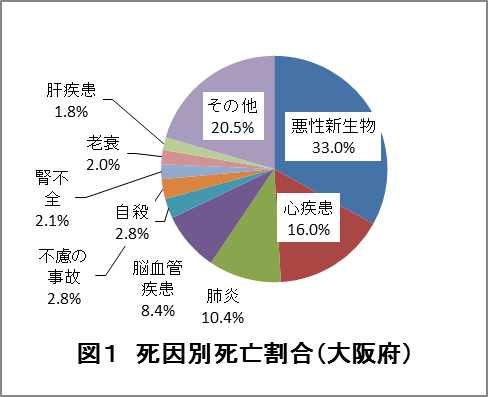 悪性新生物
33.0%
心疾患
16.0%
肺炎
10.4%
脳血管
疾患
8.4%
不慮の
事故
2.8%
自殺
2.8%
腎不
全
2.1%
老衰
2.0%
肝疾患
1.8%
その他
20.5%
図１ 死因別死亡割合（大阪府）